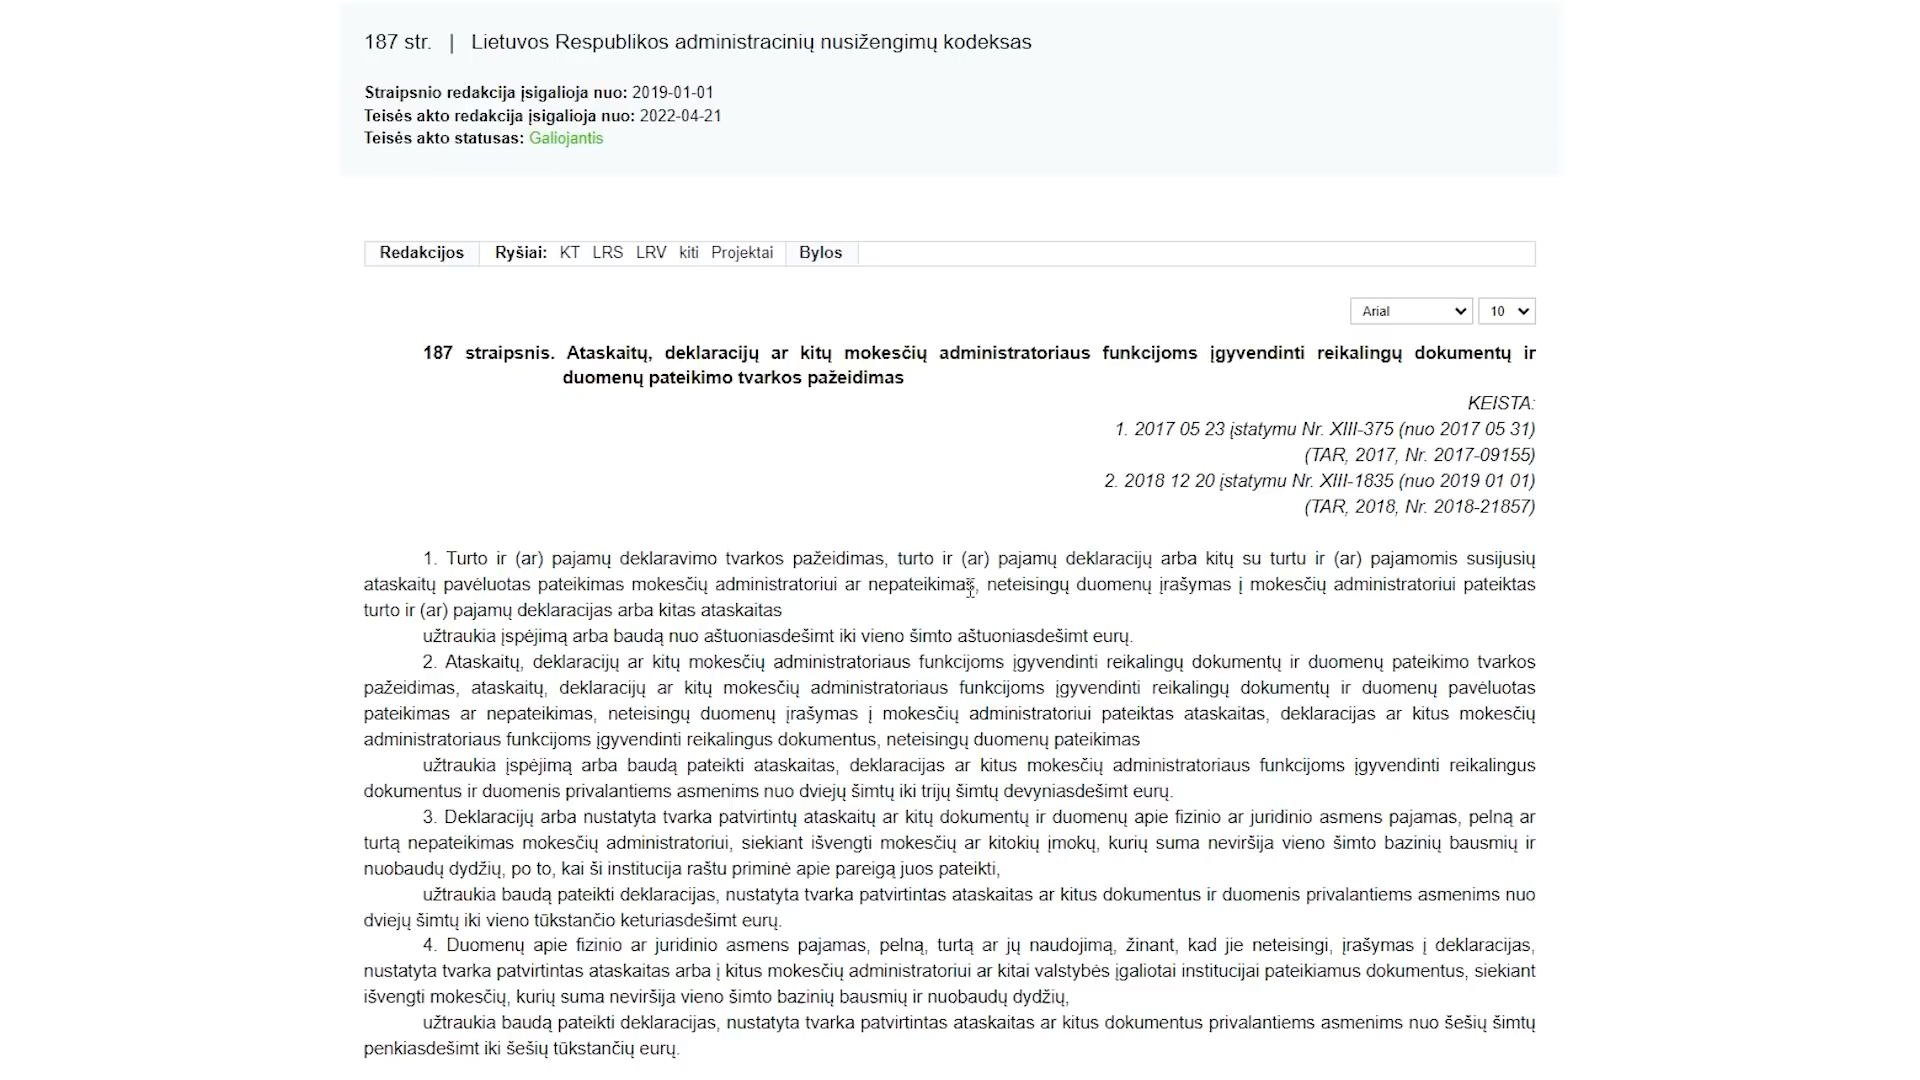 187 str. | Lietuvos Respublikos administracinių nusižengimų kodeksas
Straipsnio redakcija įsigalioja nuo: 2019-01-01
Teisės akto redakcija įsigalioja nuo: 2022-04-21
Teisės akto statusas: Galiojantis
Redakcijos Ryšiai: KT LRS LRV kiti Projektai Bylos
Arial 10
187 straipsnis. Ataskaitų, deklaracijų ar kitų mokesčių administratoriaus funkcijoms įgyvendinti reikalingų dokumentų ir
duomenų pateikimo tvarkos pažeidimas
KEISTA:
1. 2017 05 23 įstatymu Nr. XIII-375 (nuo 2017 05 31)
(TAR, 2017, Nr. 2017-09155)
2. 2018 12 20 įstatymu Nr. XIII-1835 (nuo 2019 01 01)
(TAR, 2018, Nr. 2018-21857)
1. Turto ir (ar) pajamų deklaravimo tvarkos pažeidimas, turto ir (ar) pajamų deklaracijų arba kitų su turtu ir (ar) pajamomis susijusių
ataskaitų pavėluotas pateikimas mokesčių administratoriui ar nepateikimas, neteisingų duomenų įrašymas į mokesčių administratoriui pateiktas
turto ir (ar) pajamų deklaracijas arba kitas ataskaitas
užtraukia įspėjimą arba baudą nuo aštuoniasdešimt iki vieno šimto aštuoniasdešimt eurų.
2. Ataskaitų, deklaracijų ar kitų mokesčių administratoriaus funkcijoms įgyvendinti reikalingų dokumentų ir duomenų pateikimo tvarkos
pažeidimas, ataskaitų, deklaracijų ar kitų mokesčių administratoriaus funkcijoms įgyvendinti reikalingų dokumentų ir duomenų pavėluotas
pateikimas ar nepateikimas, neteisingų duomenų įrašymas į mokesčių administratoriui pateiktas ataskaitas, deklaracijas ar kitus mokesčių
administratoriaus funkcijoms įgyvendinti reikalingus dokumentus, neteisingų duomenų pateikimas
užtraukia įspėjimą arba baudą pateikti ataskaitas, deklaracijas ar kitus mokesčių administratoriaus funkcijoms įgyvendinti reikalingus
dokumentus ir duomenis privalantiems asmenims nuo dviejų šimtų iki trijų šimtų devyniasdešimt eurų.
3. Deklaracijų arba nustatyta tvarka patvirtintų ataskaitų ar kitų dokumentų ir duomenų apie fizinio ar juridinio asmens pajamas, pelną ar
turtą nepateikimas mokesčių administratoriui, siekiant išvengti mokesčių ar kitokių įmokų, kurių suma neviršija vieno šimto bazinių bausmių ir
nuobaudų dydžių, po to, kai ši institucija raštu priminė apie pareigą juos pateikti,
užtraukia baudą pateikti deklaracijas, nustatyta tvarka patvirtintas ataskaitas ar kitus dokumentus ir duomenis privalantiems asmenims nuo
dviejų šimtų iki vieno tūkstančio keturiasdešimt eurų.
4. Duomenų apie fizinio ar juridinio asmens pajamas, pelną, turtą ar jų naudojimą, žinant, kad jie neteisingi, įrašymas į deklaracijas,
nustatyta tvarka patvirtintas ataskaitas arba į kitus mokesčių administratoriui ar kitai valstybės įgaliotai institucijai pateikiamus dokumentus, siekiant
išvengti mokesčių, kurių suma neviršija vieno šimto bazinių bausmių ir nuobaudų dydžių,
užtraukia baudą pateikti deklaracijas, nustatyta tvarka patvirtintas ataskaitas ar kitus dokumentus privalantiems asmenims nuo šešių šimtų
penkiasdešimt iki šešių tūkstančių eurų.